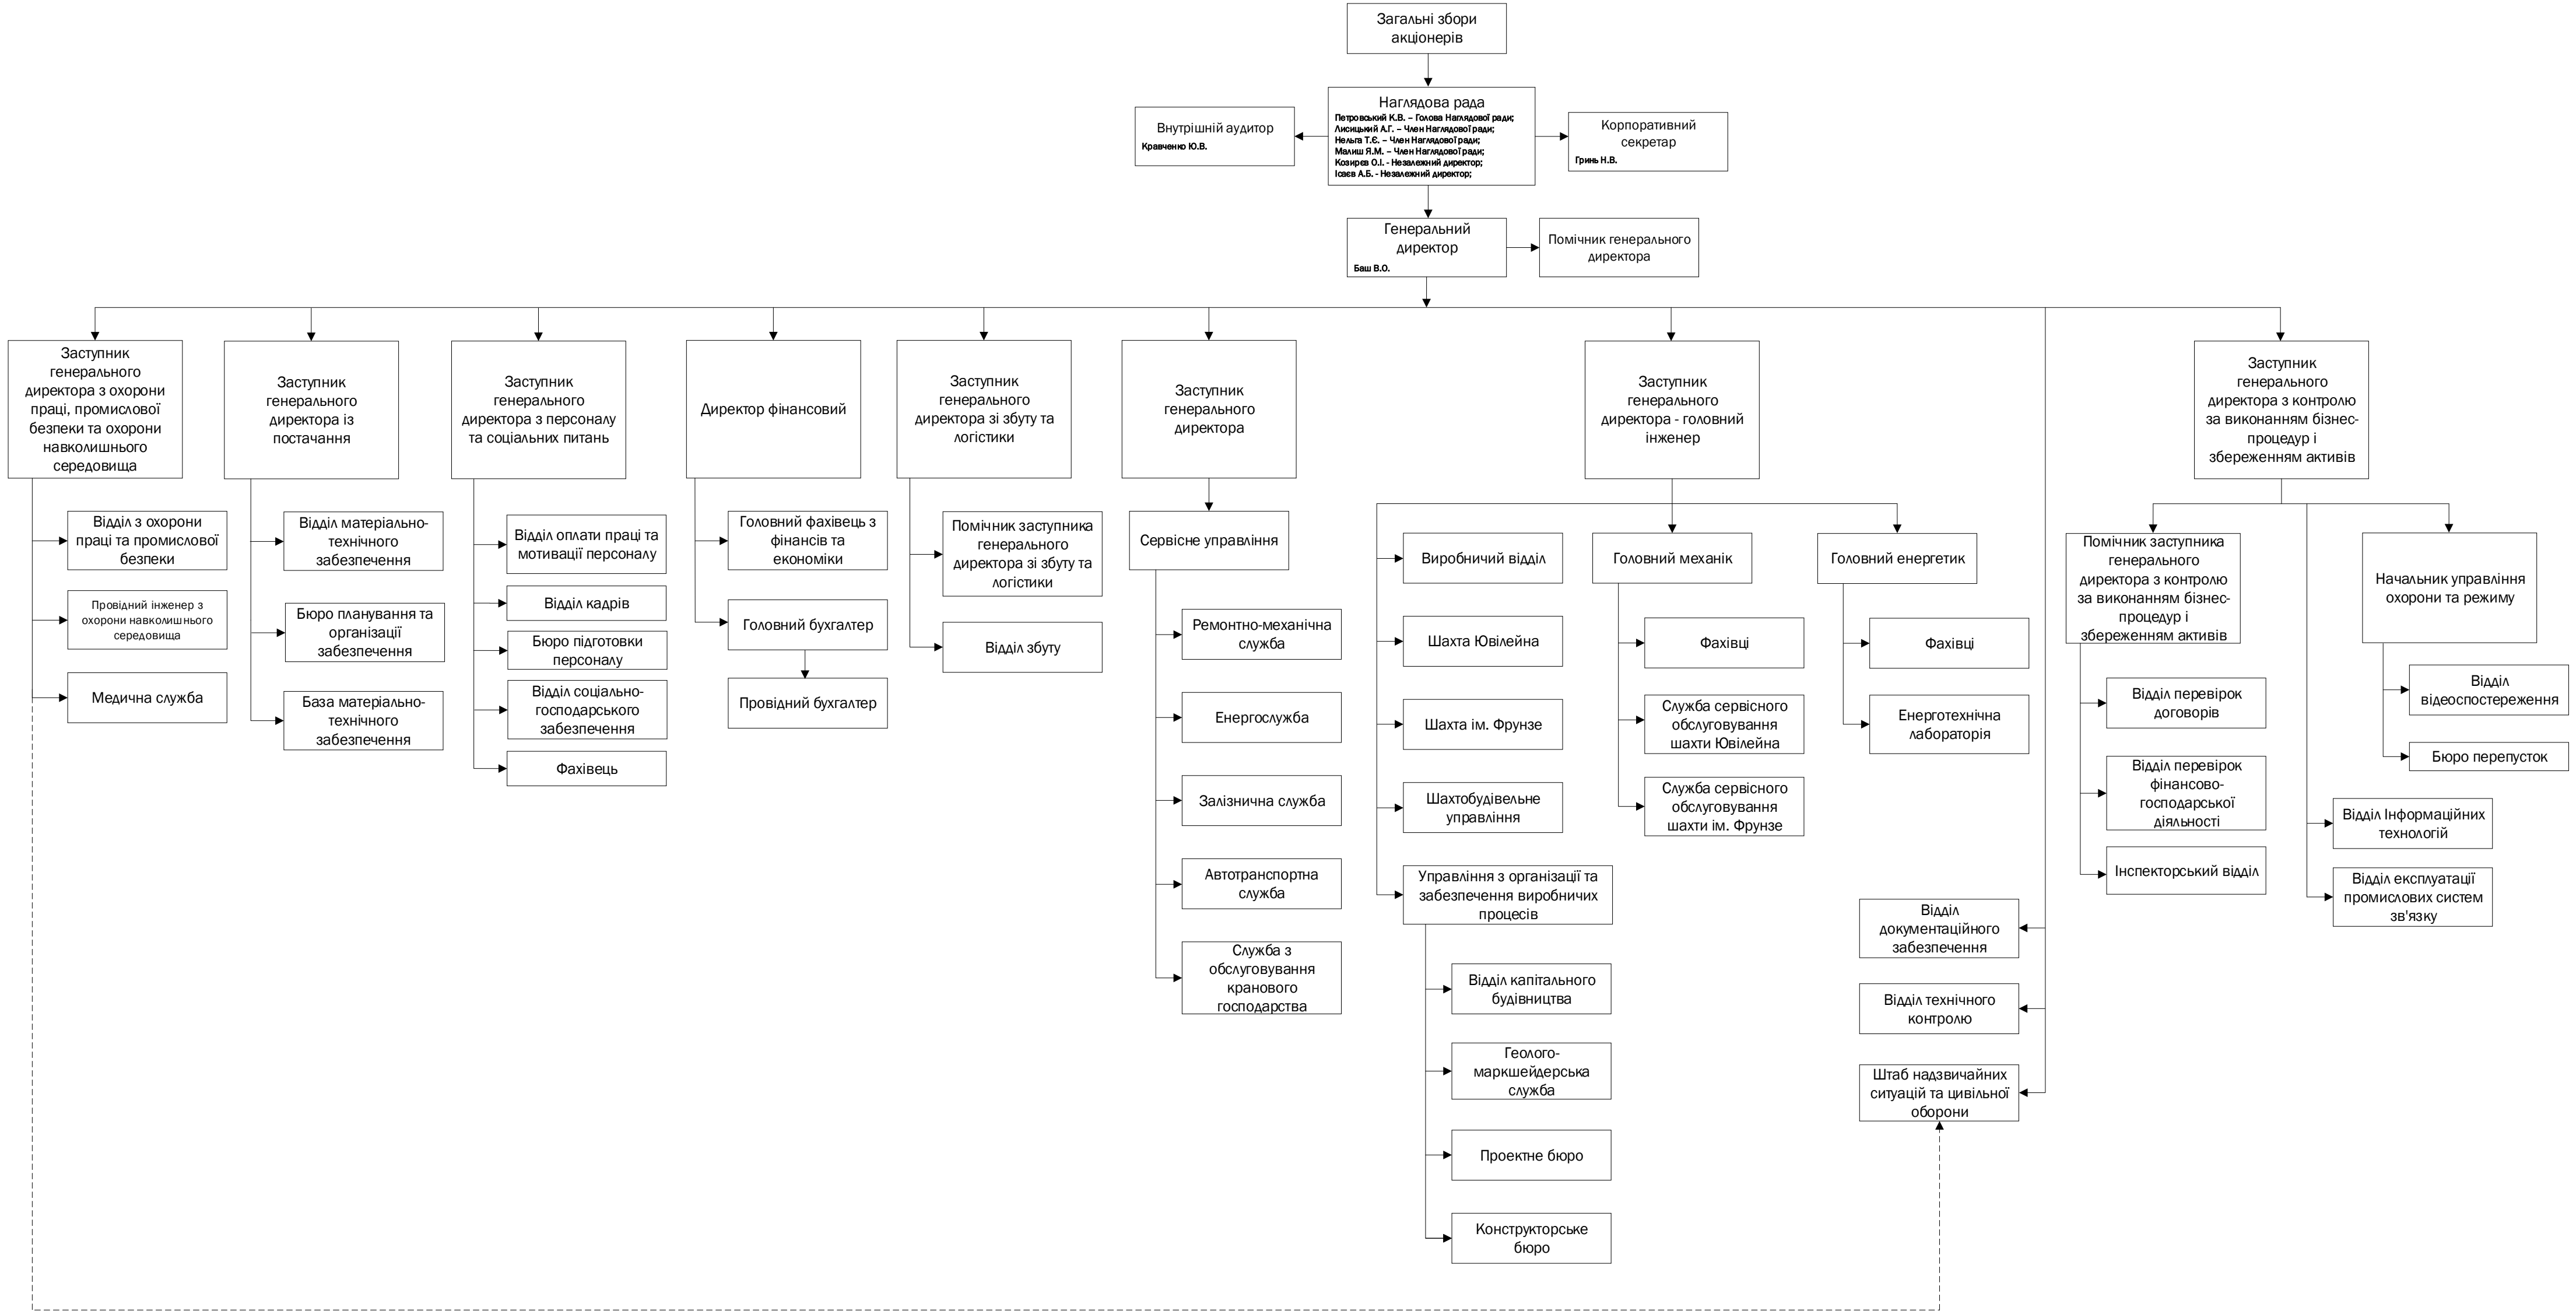 Загальні збори
акціонерів
Наглядова рада
Петровський К.В. – Голова Наглядової ради;
Лисицький А.Г. – Член Наглядової ради;
Нельга Т.Є. – Член Наглядової ради;
Малиш Я.М. – Член Наглядової ради;
Козирєв О.І. - Незалежний директор;
Ісаєв А.Б. - Незалежний директор;
Внутрішній аудитор
Кравченко Ю.В.
Корпоративний
секретар
Гринь Н.В.
Генеральний
директор
Баш В.О.
Помічник генерального
директора
Заступник
генерального
директора з охорони
праці, промислової
безпеки та охорони
навколишнього
середовища
Заступник
генерального
директора із
постачання
Заступник
генерального
директора з персоналу
та соціальних питань
Директор фінансовий
Заступник
генерального
директора зі збуту та
логістики
Заступник
генерального
директора
Заступник
генерального
директора - головний
інженер
Заступник
генерального
директора з контролю
за виконанням бізнес-
процедур і
збереженням активів
Відділ з охорони
праці та промислової
безпеки
Провідний інженер з
охорони навколишнього
середовища
Медична служба
Відділ матеріально-
технічного
забезпечення
Бюро планування та
організації
забезпечення
База матеріально-
технічного
забезпечення
Відділ оплати праці та
мотивації персоналу
Відділ кадрів
Бюро підготовки
персоналу
Відділ соціально-
господарського
забезпечення
Фахівець
Головний фахівець з
фінансів та
економіки
Головний бухгалтер
Провідний бухгалтер
Помічник заступника
генерального
директора зі збуту та
логістики
Відділ збуту
Сервісне управління
Ремонтно-механічна
служба
Енергослужба
Залізнична служба
Автотранспортна
служба
Служба з
обслуговування
кранового
господарства
Виробничий відділ
Шахта Ювілейна
Шахта ім. Фрунзе
Шахтобудівельне
управління
Управління з організації та
забезпечення виробничих
процесів
Відділ капітального
будівництва
Геолого-
маркшейдерська
служба
Проектне бюро
Конструкторське
бюро
Головний механік
Фахівці
Служба сервісного
обслуговування
шахти Ювілейна
Служба сервісного
обслуговування
шахти ім. Фрунзе
Головний енергетик
Фахівці
Енерготехнічна
лабораторія
Відділ
документаційного
забезпечення
Відділ технічного
контролю
Штаб надзвичайних
ситуацій та цивільної
оборони
Помічник заступника
генерального
директора з контролю
за виконанням бізнес-
процедур і
збереженням активів
Відділ перевірок
договорів
Відділ перевірок
фінансово-
господарської
діяльності
Інспекторський відділ
Начальник управління
охорони та режиму
Відділ
відеоспостереження
Бюро перепусток
Відділ Інформаційних
технологій
Відділ експлуатації
промислових систем
зв'язку